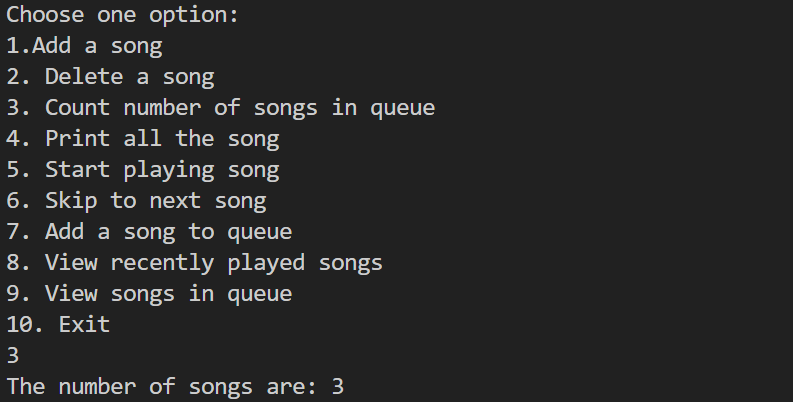 Choose one option:
1.Add a song
2. Delete a song
3. Count number of songs in queue
4. Print all the song
5. Start playing song
6. Skip to next song
7. Add a song to queue
8. View recently played songs
9. View songs in queue
10. Exit
3
The number of songs are: 3